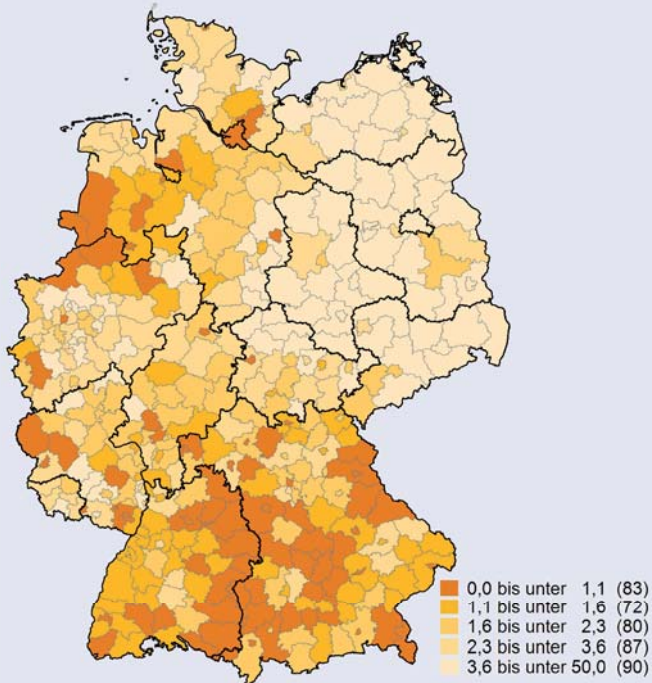 0,0 bis unter 1,1 (83)
1,1 bis unter 1,6 (72)
1,6 bis unter 2,3 (80)
2,3 bis unter 3,6 (87)
3,6 bis unter 50,0 (90)